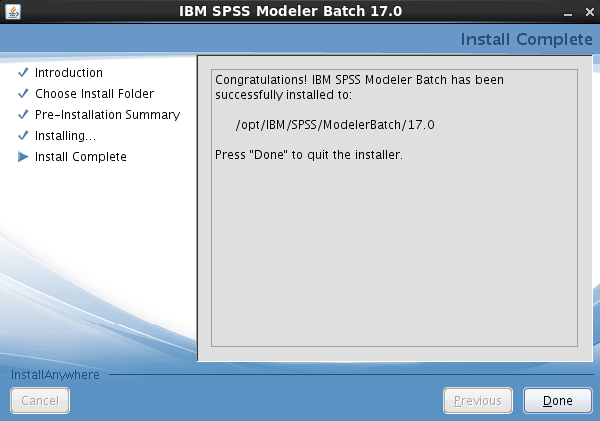 IBM SPSS Modeler Batch 17.0
Install Complete
Introduction
Choose Install Folder
Pre-Installation Summary
Installing...
Install Complete
Congratulations! IBM SPSS Modeler Batch has been
successfully installed to:
/opt/IBM/SPSS/ModelerBatch/17.0
Press "Done" to quit the installer.
InstallAnywhere
Cancel
Previous
Done